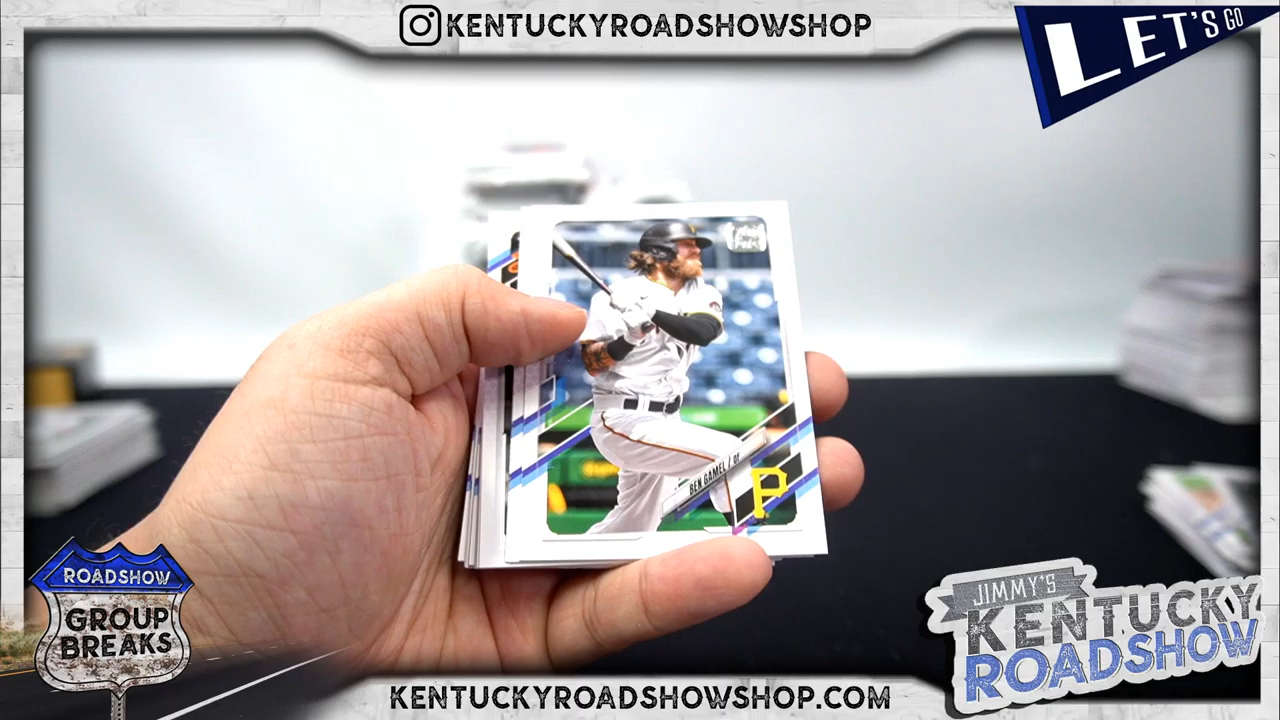 KENTUCKYROADSHOWSHOP
LET'S GO
BEN GAMEL / OF
P
ROADSHOW
GROUP
BREAKS
JIMMY'S
KENTUCKY
ROADSHOW
KENTUCKYROADSHOWSHOP.COM